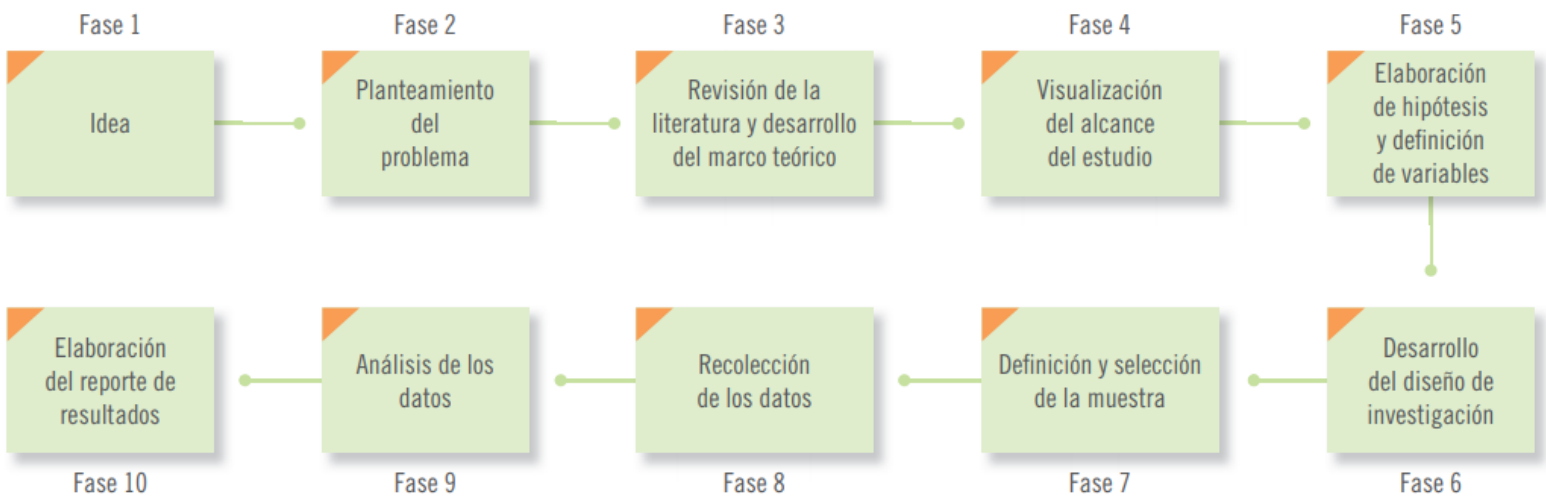 Fase 1
Idea
Fase 2
Planteamiento
del
problema
Fase 3
Revisión de la
literatura y desarrollo
del marco teórico
Fase 4
Visualización
del alcance
del estudio
Fase 5
Elaboración
de hipótesis
y definición
de variables
Desarrollo
del diseño de
investigación
Fase 6
Definición y selección
de la muestra
Fase 7
Recolección
de los datos
Fase 8
Análisis de los
datos
Fase 9
Elaboración
del reporte de
resultados
Fase 10